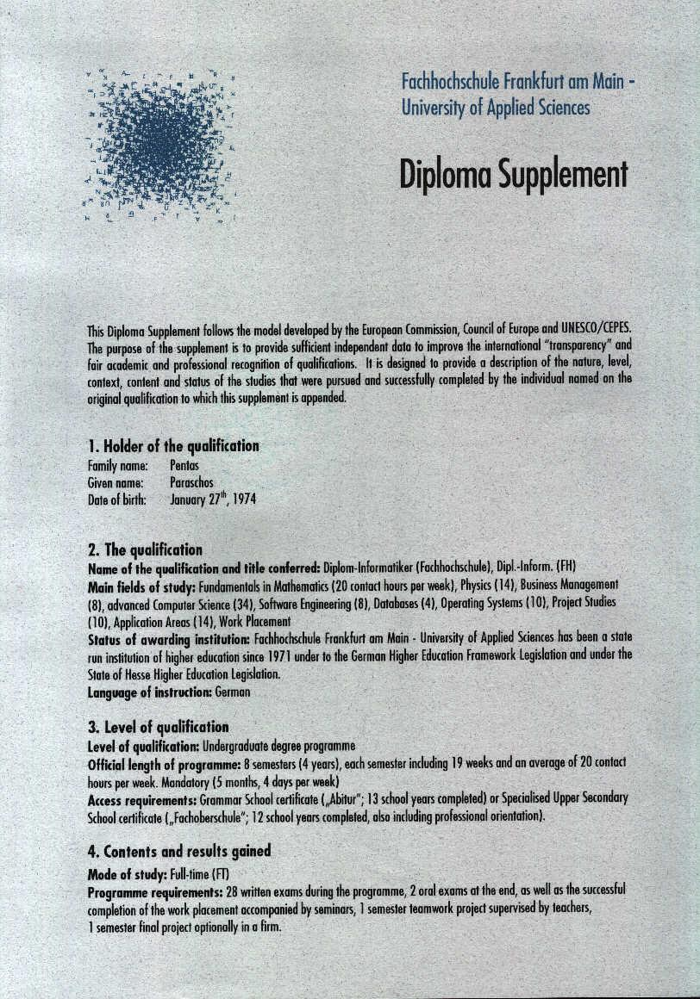 Fachhochschule Frankfurt am Main -
University of Applied Sciences
Diploma Supplement
This Diploma Supplement follows the model developed by the European Commission, Council of Europe and UNESCO/CEPES.
The purpose of the supplement is to provide sufficient independent data to improve the international “transparency” and
fair academic and professional recognition of qualifications. It is designed to provide a description of the nature, level,
context, content and status of the studies that were pursued and successfully completed by the individual named on the
original qualification to which this supplement is appended.
1. Holder of the qualification
Family name: Pentas
Given name: Paraschos
Date of birth: January 27th, 1974
2. The qualification
Name of the qualification and title conferred: Diplom-Informatiker (Fachhochschule), Dipl.-Inform. (FH)
Main fields of study: Fundamentals in Mathematics (20 contact hours per week), Physics (14), Business Management
(8), advanced Computer Science (34), Software Engineering (8), Databases (4), Operating Systems (10), Project Studies
(10), Application Areas (14), Work Placement
Status of awarding institution: Fachhochschule Frankfurt am Main - University of Applied Sciences has been a state
run institution of higher education since 1971 under to the German Higher Education Framework Legislation and under the
State of Hesse Higher Education Legislation.
Language of instruction: German
3. Level of qualification
Level of qualification: Undergraduate degree programme
Official length of programme: 8 semesters (4 years), each semester including 19 weeks and an average of 20 contact
hours per week. Mandatory (5 months, 4 days per week)
Access requirements: Grammar School certificate („Abitur“; 13 school years completed) or Specialised Upper Secondary
School certificate („Fachoberschule“; 12 school years completed, also including professional orientation).
4. Contents and results gained
Mode of study: Full-time (FT)
Programme requirements: 28 written exams during the programme, 2 oral exams at the end, as well as the successful
completion of the work placement accompanied by seminars, 1 semester teamwork project supervised by teachers,
1 semester final project optionally in a firm.